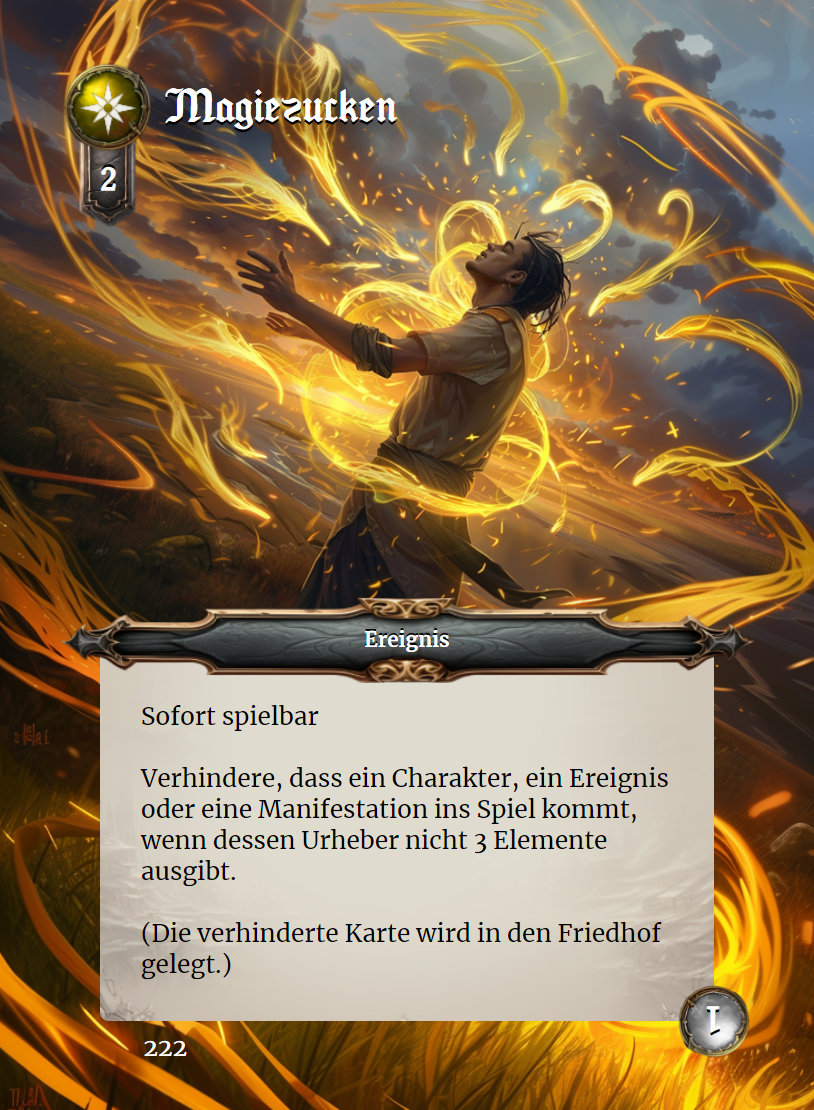 Magiezucken
2
Ereignis
Sofort spielbar
Verhindere, dass ein Charakter, ein Ereignis
oder eine Manifestation ins Spiel kommt,
wenn dessen Urheber nicht 3 Elemente
ausgibt.
(Die verhinderte Karte wird in den Friedhof
gelegt.)
1
222